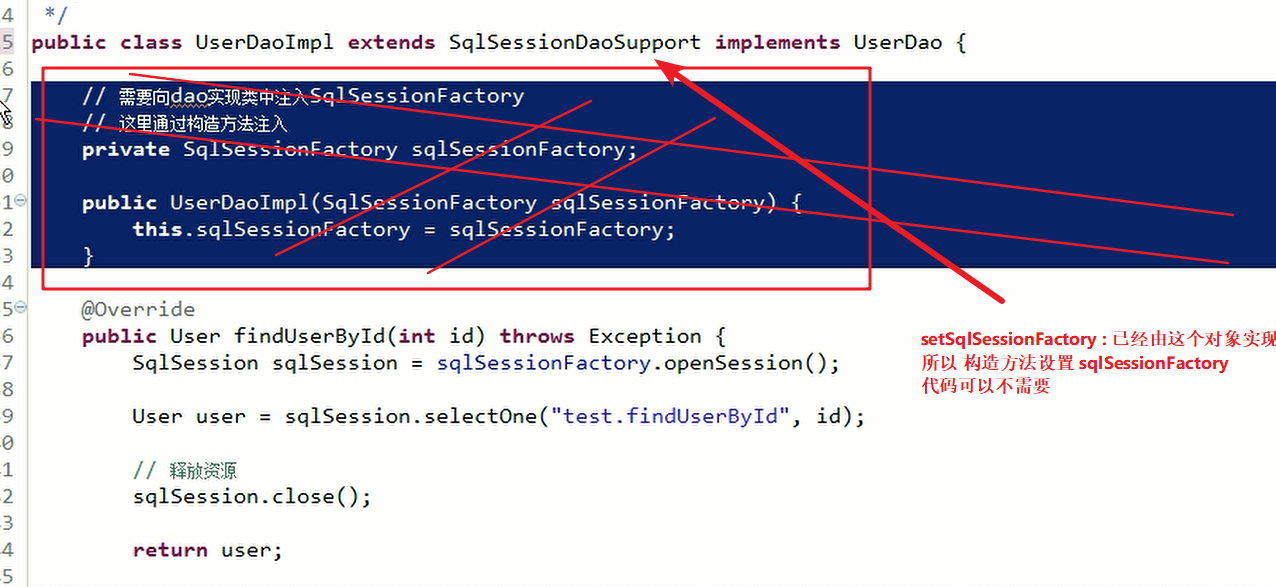 4 */
5 public class UserDaoImpl extends SqlSessionDaoSupport implements UserDao {
6
7 // 需要向dao实现类中注入SqlSessionFactory
8 // 这里通过构造方法注入
9 private SqlSessionFactory sqlSessionFactory;
0
1 public UserDaoImpl(SqlSessionFactory sqlSessionFactory) {
2 this.sqlSessionFactory = sqlSessionFactory;
3 }
4
5 @Override
6 public User findUserById(int id) throws Exception {
7 SqlSession sqlSession = sqlSessionFactory.openSession();
8
9 User user = sqlSession.selectOne("test.findUserById", id);
0
1 // 释放资源
2 sqlSession.close();
3
4 return user;
5
setSqlSessionFactory : 已经由这个对象实现
所以 构造方法设置 sqlSessionFactory
代码可以不需要